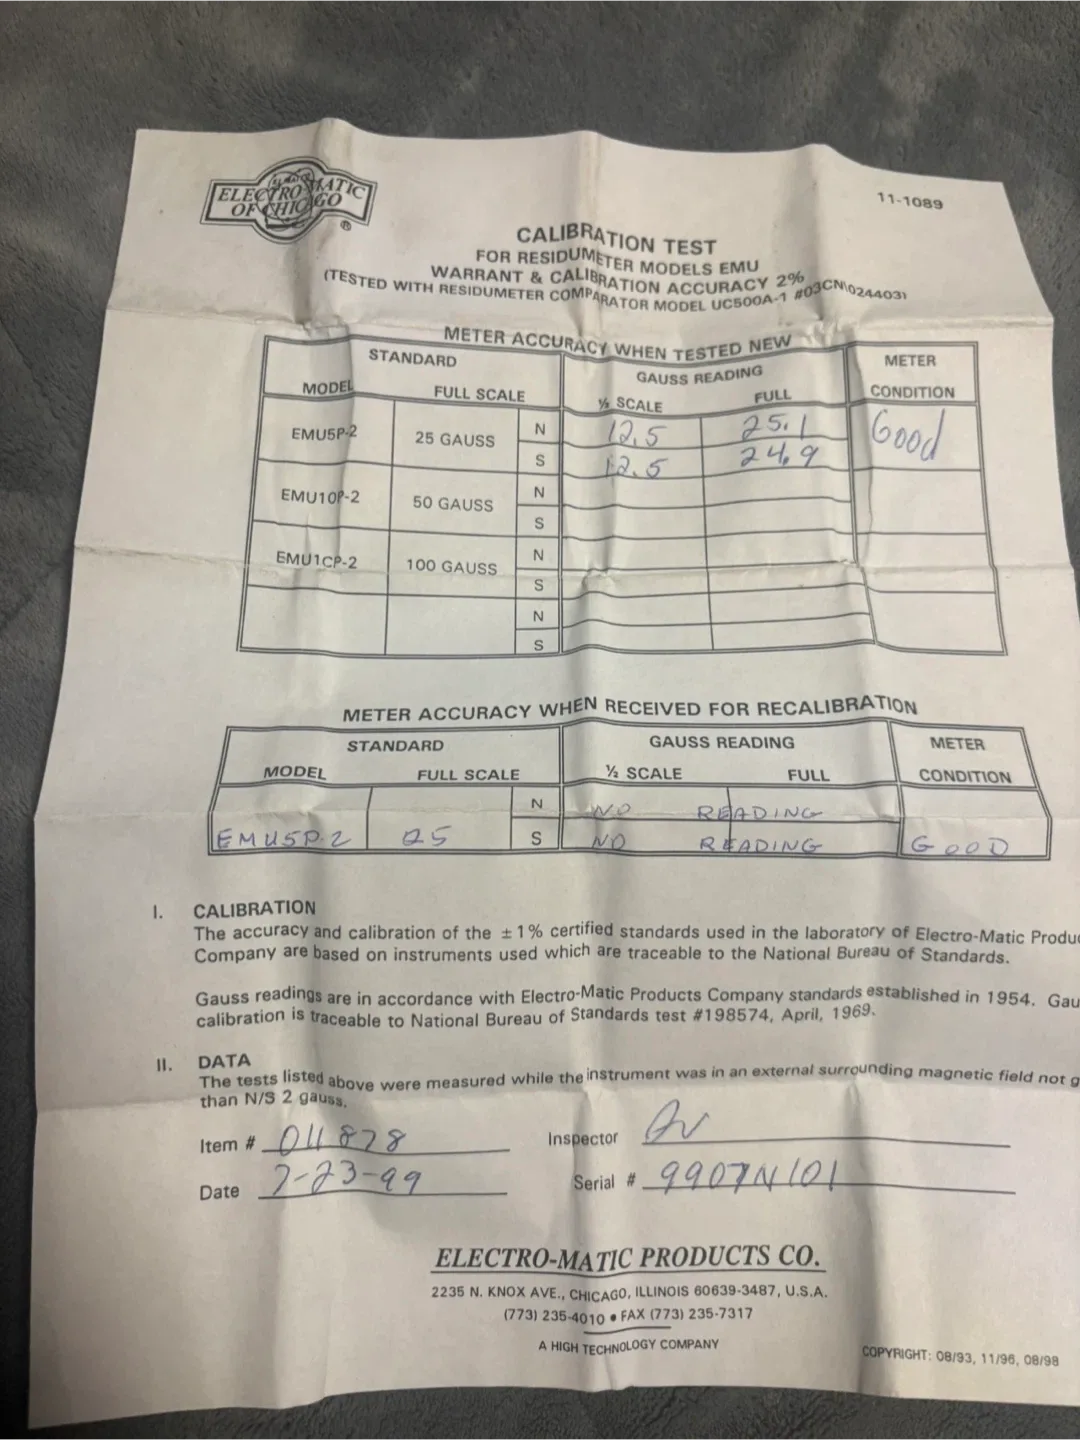 ELECTRO-MATIC
OF CHICAGO
®
11-1089
CALIBRATION TEST
FOR RESIDUMETER MODELS EMU
WARRANT & CALIBRATION ACCURACY 2%
(TESTED WITH RESIDUMETER COMPARATOR MODEL UC500A-1 #03CN\024403)
METER ACCURACY WHEN TESTED NEW
STANDARD GAUSS READING METER
MODEL FULL SCALE ½ SCALE FULL CONDITION
EMU5P-2 25 GAUSS N 12.5 25.1 Good
S 12.5 24.9
EMU10P-2 50 GAUSS N
S
EMU1CP-2 100 GAUSS N
S
N
S
METER ACCURACY WHEN RECEIVED FOR RECALIBRATION
STANDARD GAUSS READING METER
MODEL FULL SCALE ½ SCALE FULL CONDITION
N NO READING
EMU5P-2 25 S NO READING GOOD
I. CALIBRATION
The accuracy and calibration of the ±1% certified standards used in the laboratory of Electro-Matic Produc
Company are based on instruments used which are traceable to the National Bureau of Standards.
Gauss readings are in accordance with Electro-Matic Products Company standards established in 1954. Gau
calibration is traceable to National Bureau of Standards test #198574, April, 1969.
II. DATA
The tests listed above were measured while the instrument was in an external surrounding magnetic field not g
than N/S 2 gauss.
Item # 011878 Inspector
Date 7-23-99 Serial # 9907N101
ELECTRO-MATIC PRODUCTS CO.
2235 N. KNOX AVE., CHICAGO, ILLINOIS 60639-3487, U.S.A.
(773) 235-4010 • FAX (773) 235-7317
A HIGH TECHNOLOGY COMPANY
COPYRIGHT: 08/93, 11/96, 08/98